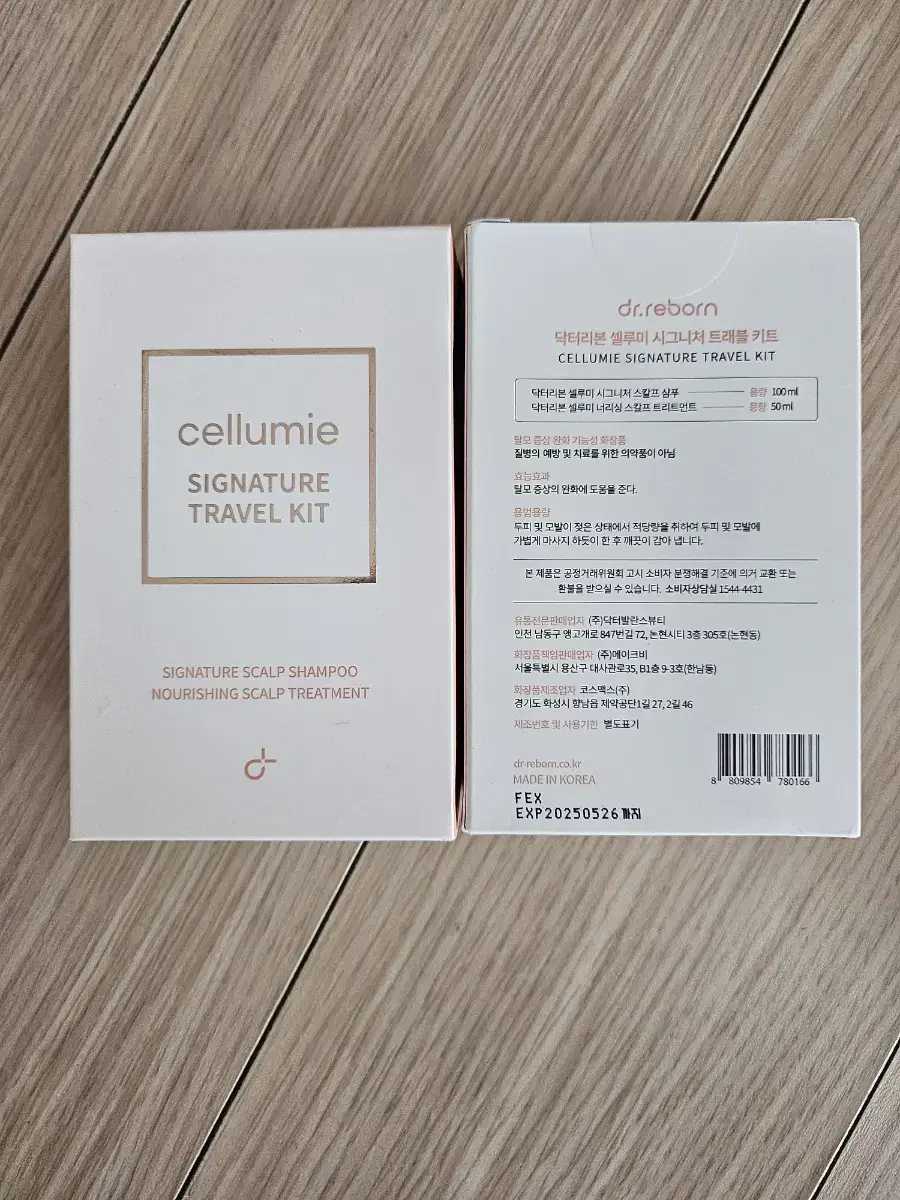 cellumie
SIGNATURE
TRAVEL KIT
SIGNATURE SCALP SHAMPOO
NOURISHING SCALP TREATMENT
dr.reborn
닥터리본 셀루미 시그니처 트래블 키트
CELLUMIE SIGNATURE TRAVEL KIT
닥터리본 셀루미 시그니처 스칼프 샴푸 용량 100 ml
닥터리본 셀루미 너리싱 스칼프 트리트먼트 용량 50 ml
탈모 증상 완화 기능성 화장품
질병의 예방 및 치료를 위한 의약품이 아님
효능효과
탈모 증상의 완화에 도움을 준다.
용법용량
두피 및 모발이 젖은 상태에서 적당량을 취하여 두피 및 모발에
가볍게 마사지 하듯이 한 후 깨끗이 감아 냅니다.
본 제품은 공정거래위원회 고시 소비자 분쟁해결 기준에 의거 교환 또는
환불을 받으실 수 있습니다. 소비자상담실 1544-4431
유통전문판매업자 (주)닥터발란스뷰티
인천 남동구 앵고개로 847번길 72, 논현시티 3층 305호(논현동)
화장품책임판매업자 (주)메이크비
서울특별시 용산구 대사관로35, B1층 9-3호(한남동)
화장품제조업자 코스맥스(주)
경기도 화성시 향남읍 제약공단1길 27, 2길 46
제조번호 및 사용기한 별도표기
dr-reborn.co.kr
MADE IN KOREA
8 809854 780166
FEX
EXP20250526까지